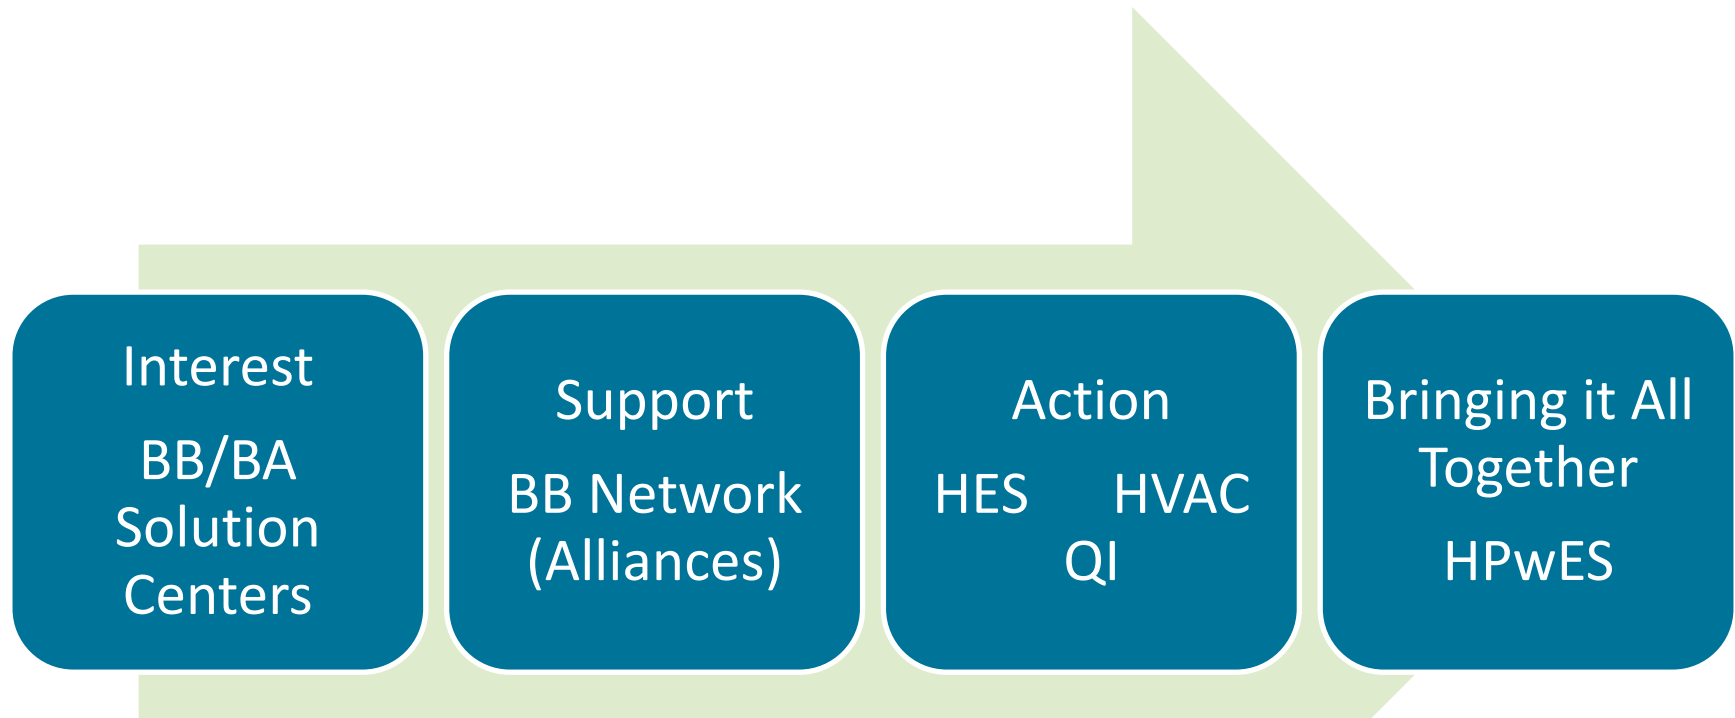 Interest
BB/BA
Solution
Centers
Support
BB Network
(Alliances)
Action
HES HVAC
QI
Bringing it All
Together
HPwES